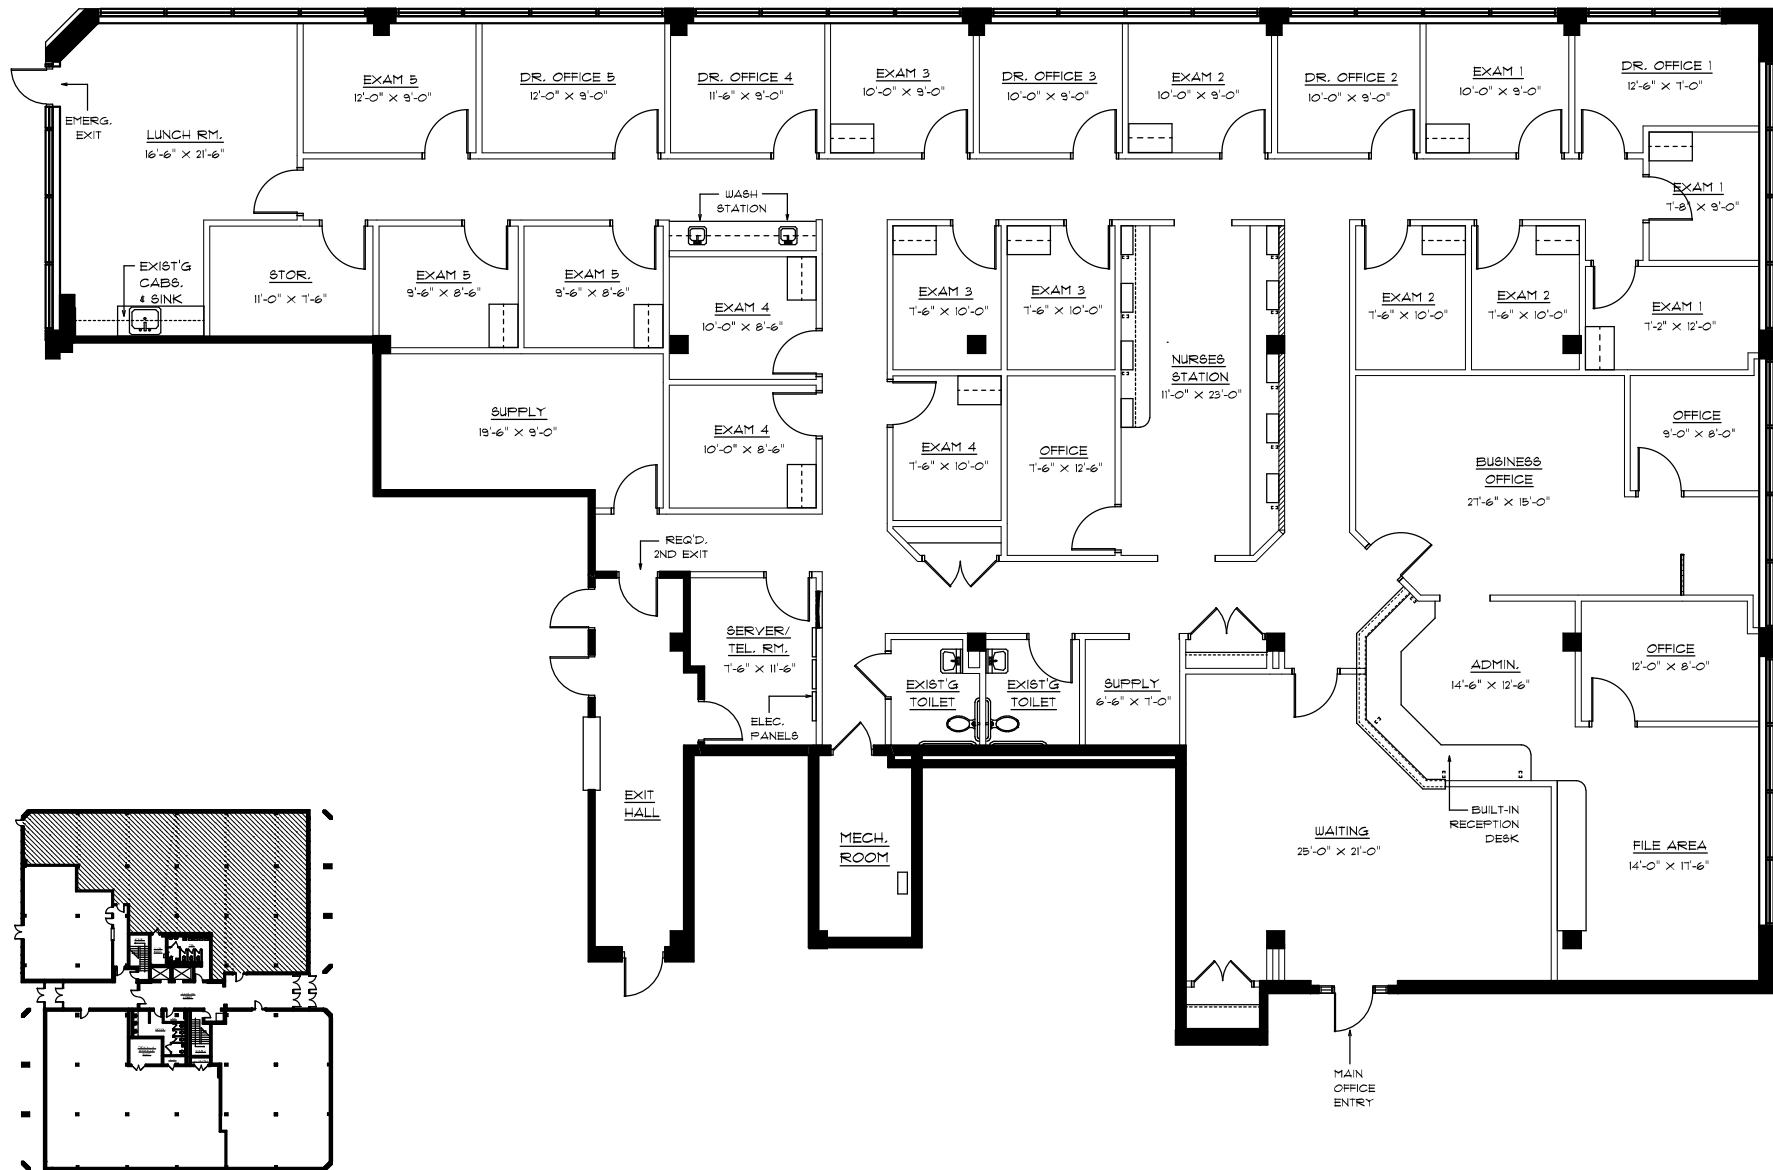 EXAM 5
12'-0" X 9'-0"
DR. OFFICE 5
12'-0" X 9'-0"
DR. OFFICE 4
11'-6" X 9'-0"
EXAM 3
10'-0" X 9'-0"
DR. OFFICE 3
10'-0" X 9'-0"
EXAM 2
10'-0" X 9'-0"
DR. OFFICE 2
10'-0" X 9'-0"
EXAM 1
10'-0" X 9'-0"
DR. OFFICE 1
12'-6" X 7'-0"
EMERG.
EXIT
LUNCH RM.
16'-6" X 21'-6"
WASH
STATION
EXAM 1
7'-8" X 9'-0"
EXIST'G
CABS.
& SINK
STOR.
11'-0" X 7'-6"
EXAM 5
9'-6" X 8'-6"
EXAM 5
9'-6" X 8'-6"
EXAM 4
10'-0" X 8'-6"
EXAM 3
7'-6" X 10'-0"
EXAM 3
7'-6" X 10'-0"
NURSES
STATION
11'-0" X 23'-0"
EXAM 2
7'-6" X 10'-0"
EXAM 2
7'-6" X 10'-0"
EXAM 1
7'-2" X 12'-0"
SUPPLY
19'-6" X 9'-0"
EXAM 4
10'-0" X 8'-6"
EXAM 4
7'-6" X 10'-0"
OFFICE
7'-6" X 12'-6"
BUSINESS
OFFICE
27'-6" X 15'-0"
OFFICE
9'-0" X 8'-0"
REQ'D.
2ND EXIT
SERVER/
TEL. RM.
7'-6" X 11'-6"
ELEC.
PANELS
EXIST'G
TOILET
EXIST'G
TOILET
SUPPLY
6'-6" X 7'-0"
ADMIN.
14'-6" X 12'-6"
OFFICE
12'-0" X 8'-0"
EXIT
HALL
MECH.
ROOM
WAITING
25'-0" X 21'-0"
BUILT-IN
RECEPTION
DESK
FILE AREA
14'-0" X 17'-6"
MAIN
OFFICE
ENTRY